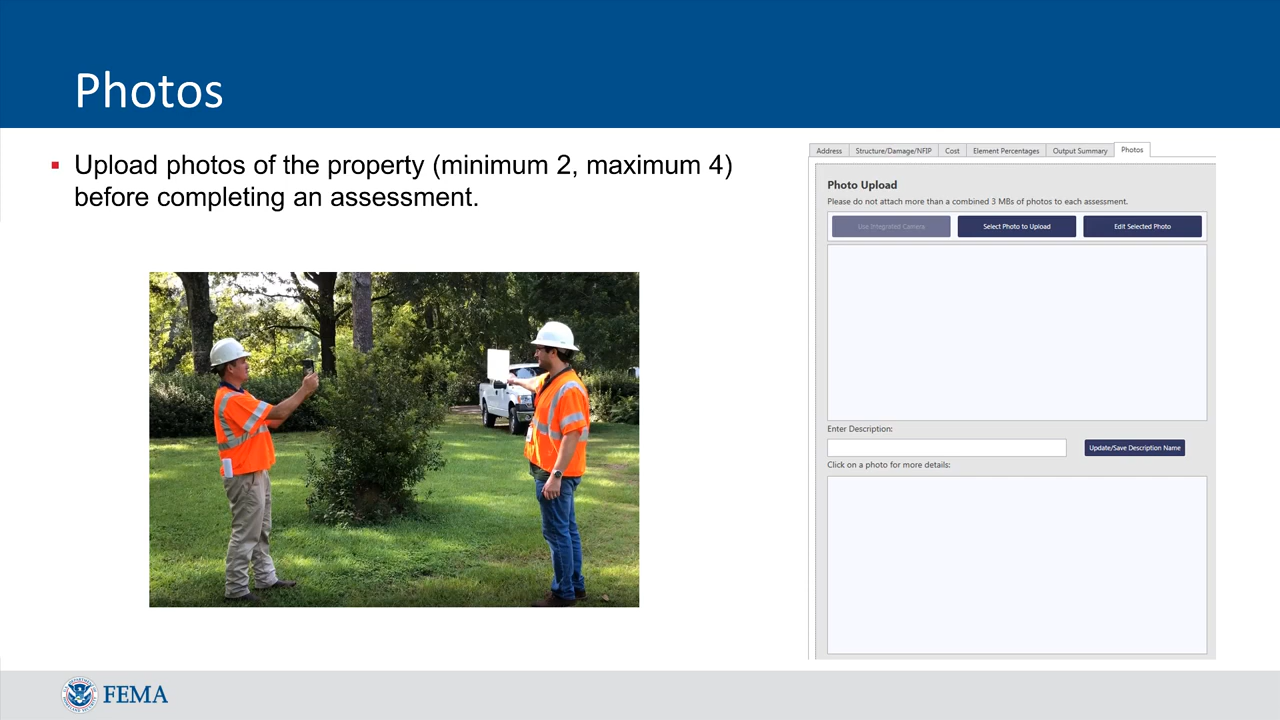 Photos
Upload photos of the property (minimum 2, maximum 4)
before completing an assessment.
Address Structure/Damage/NFIP Cost Element Percentages Output Summary Photos
Photo Upload
Please do not attach more than a combined 3 MBs of photos to each assessment.
Use Integrated Camera Select Photo to Upload Edit Selected Photo
Enter Description:
Update/Save Description Name
Click on a photo for more details:
FEMA